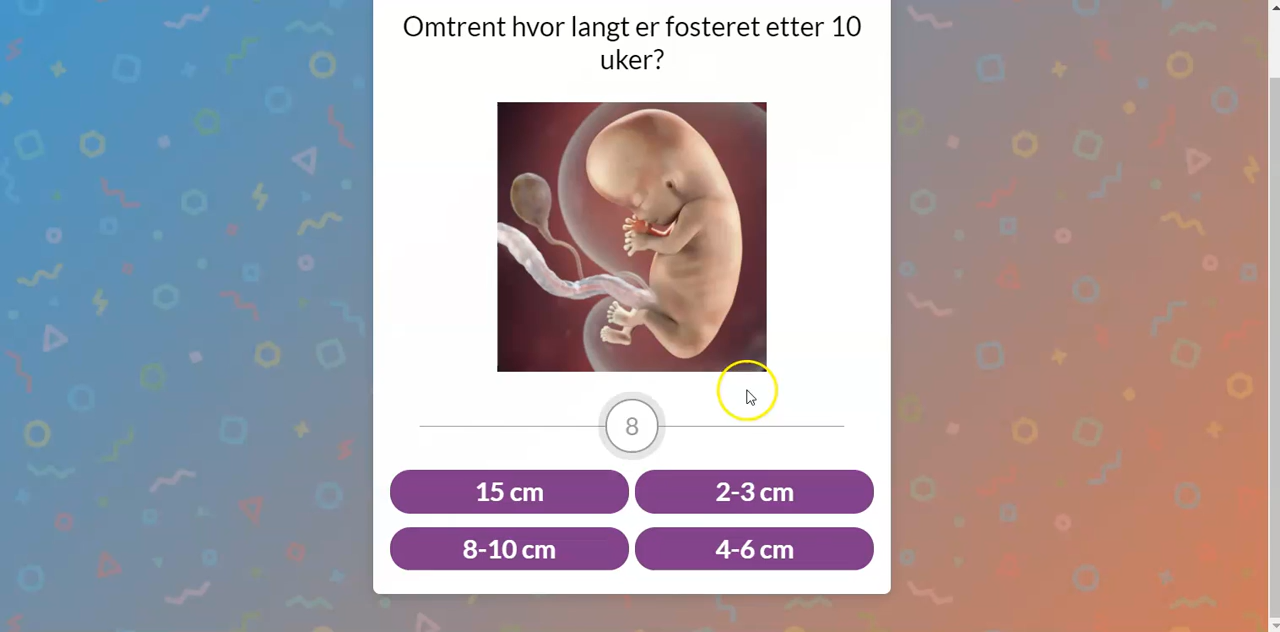 Omtrent hvor langt er fosteret etter 10
uker?
8
15 cm
2-3 cm
8-10 cm
4-6 cm